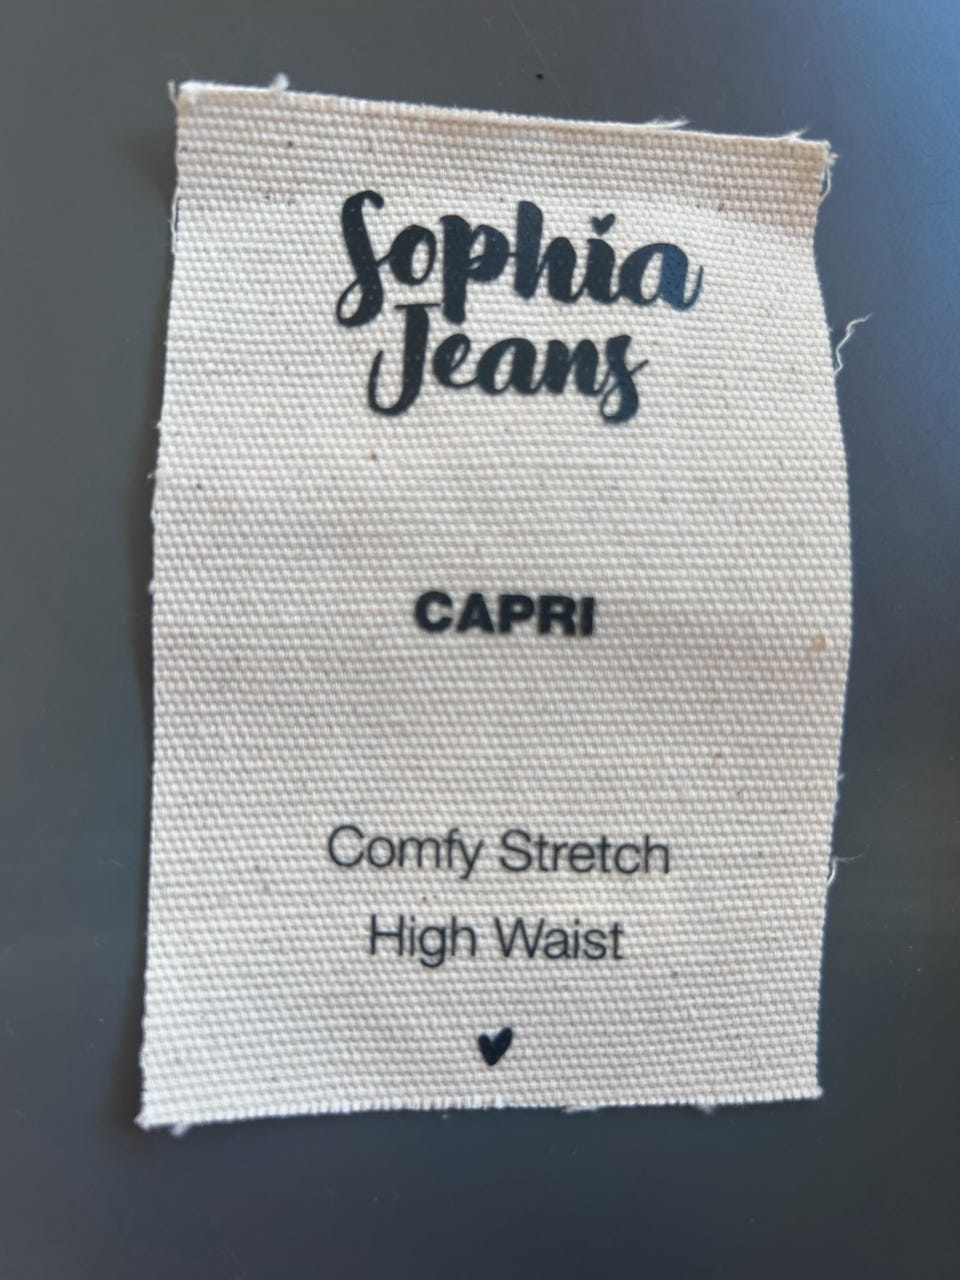 Sophia
Jeans
CAPRI
Comfy Stretch
High Waist